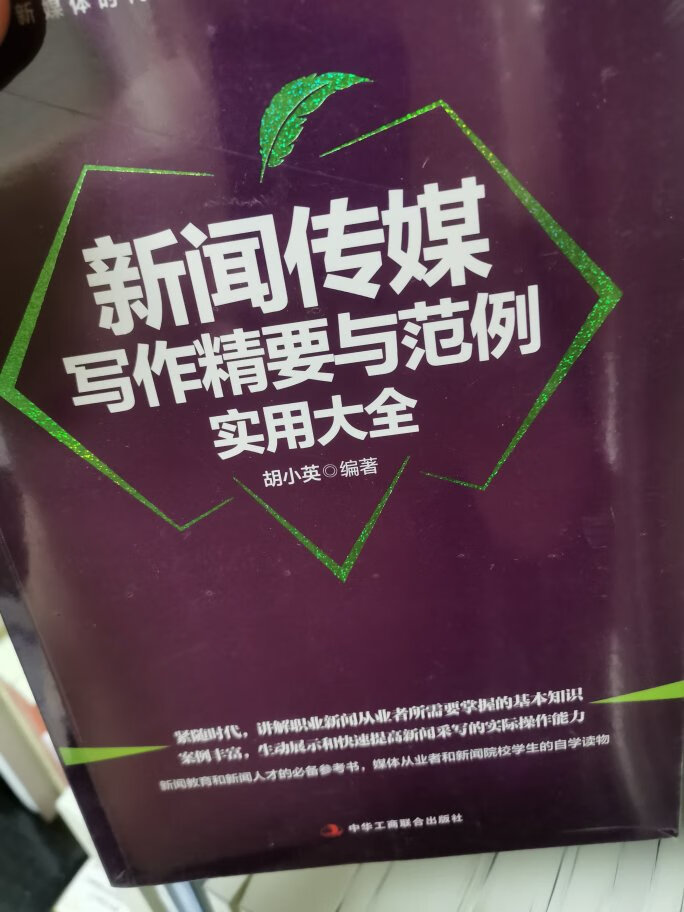 新媒体时
新闻传媒
写作精要与范例
实用大全
胡小英◎编著
紧随时代，讲解职业新闻从业者所需要掌握的基本知识
案例丰富，生动展示和快速提高新闻采写的实际操作能力
新闻教育和新闻人才的必备参考书，媒体从业者和新闻院校学生的自学读物
中华工商联合出版社